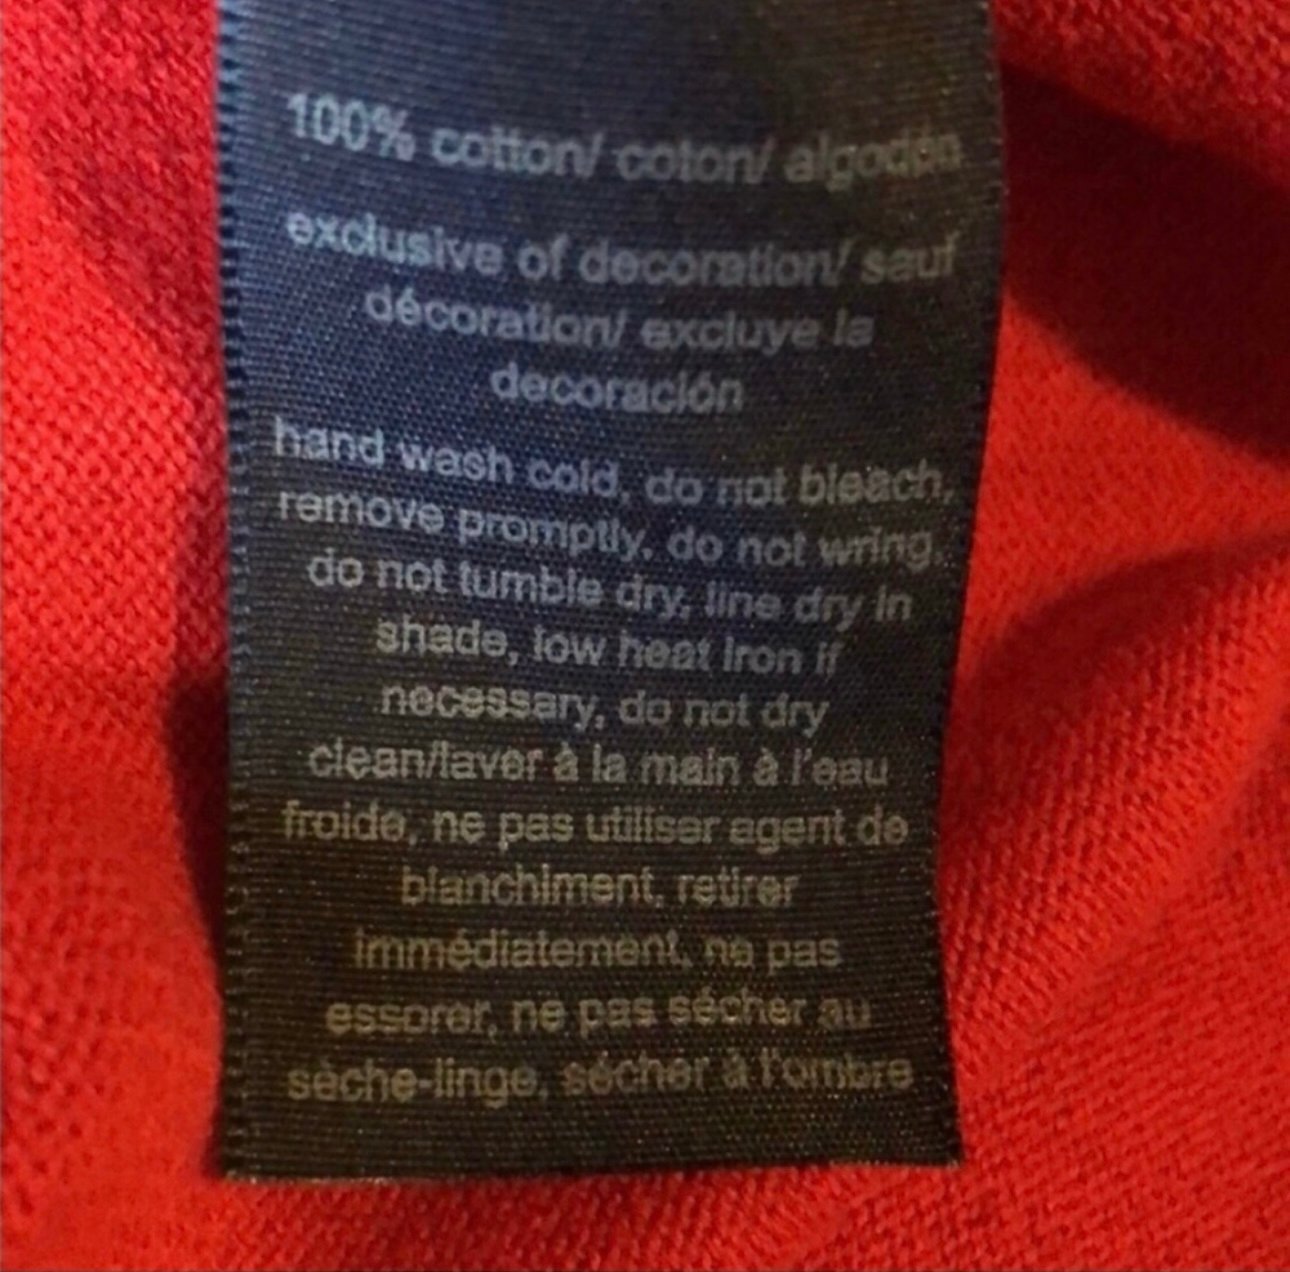 100% cotton/ coton/ algodón
exclusive of decoration/ sauf
décoration/ excluye la
decoración
hand wash cold, do not bleach,
remove promptly, do not wring,
do not tumble dry, line dry in
shade, low heat iron if
necessary, do not dry
clean/laver à la main à l'eau
froide, ne pas utiliser agent de
blanchiment, retirer
immédiatement, ne pas
essorer, ne pas sécher au
sèche-linge, sécher à l'ombre